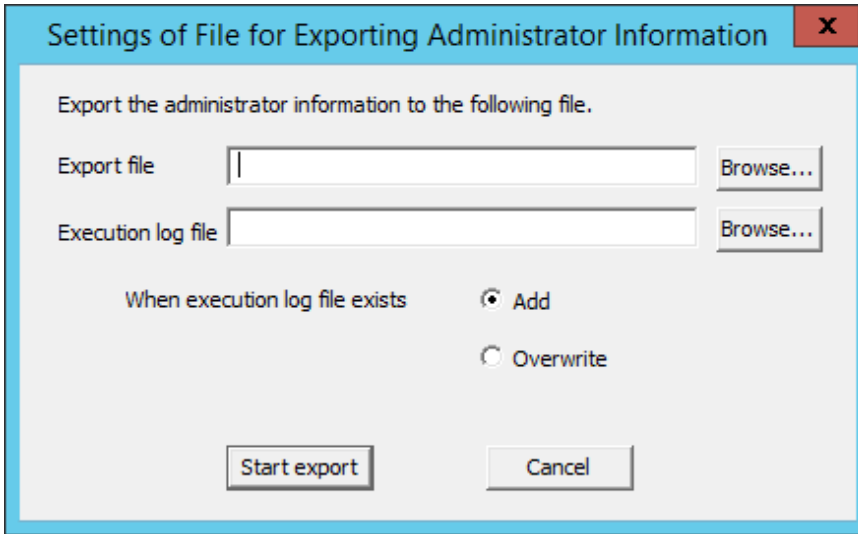 Settings of File for Exporting Administrator Information
x
Export the administrator information to the following file.
Export file
Browse...
Execution log file
Browse...
When execution log file exists
Add
Overwrite
Start export
Cancel